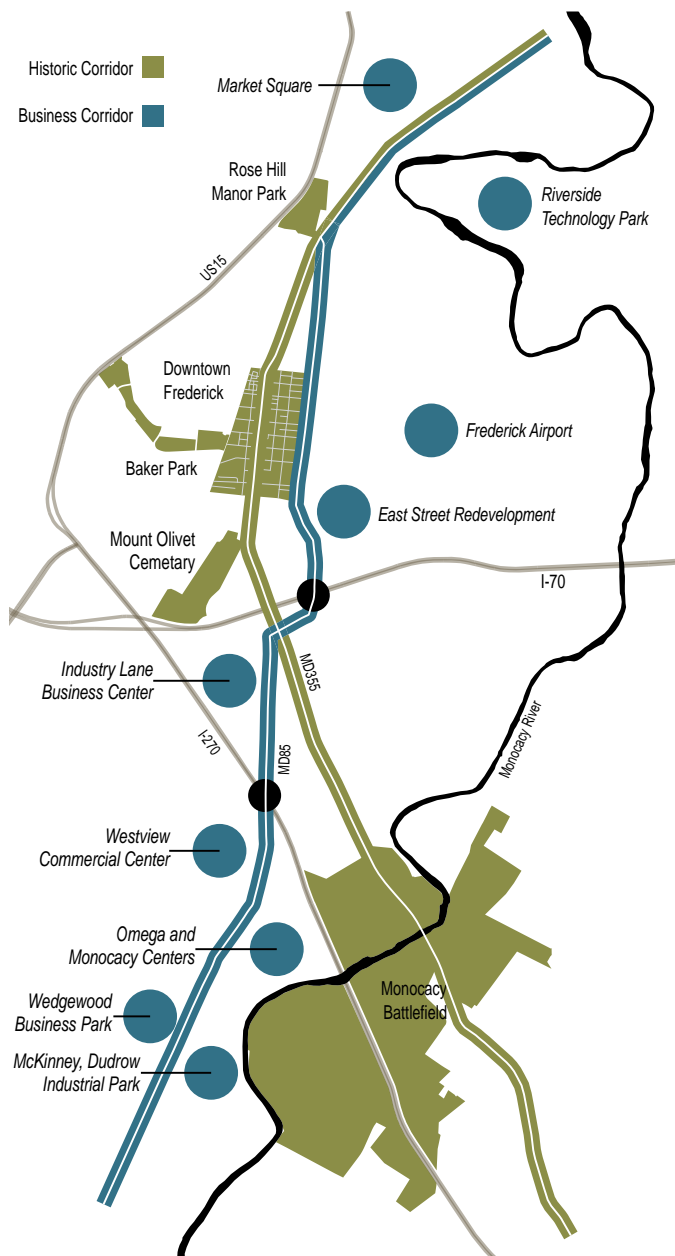 Historic Corridor
Business Corridor
Market Square
Rose Hill
Manor Park
Riverside
Technology Park
US15
Downtown
Frederick
Frederick Airport
Baker Park
East Street Redevelopment
Mount Olivet
Cemetary
I-70
Industry Lane
Business Center
MD355
I-270
MD85
Monocacy River
Westview
Commercial Center
Omega and
Monocacy Centers
Monocacy
Battlefield
Wedgewood
Business Park
McKinney, Dudrow
Industrial Park